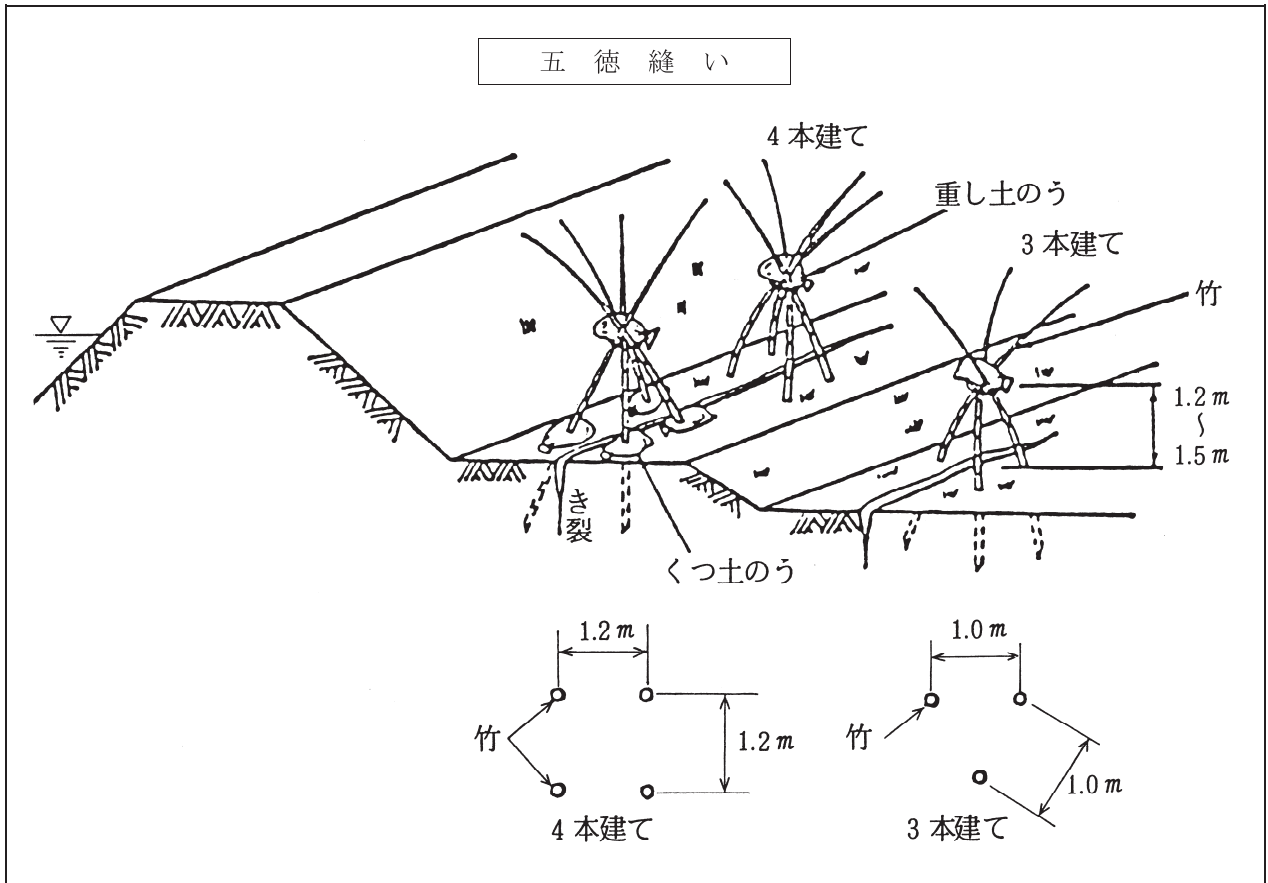 五徳縫い
4本建て
重し土のう
3本建て
竹
1.2m
〜
1.5m
き裂
くつ土のう
1.2m
1.0m
竹
1.2m
竹
1.0m
4本建て
3本建て